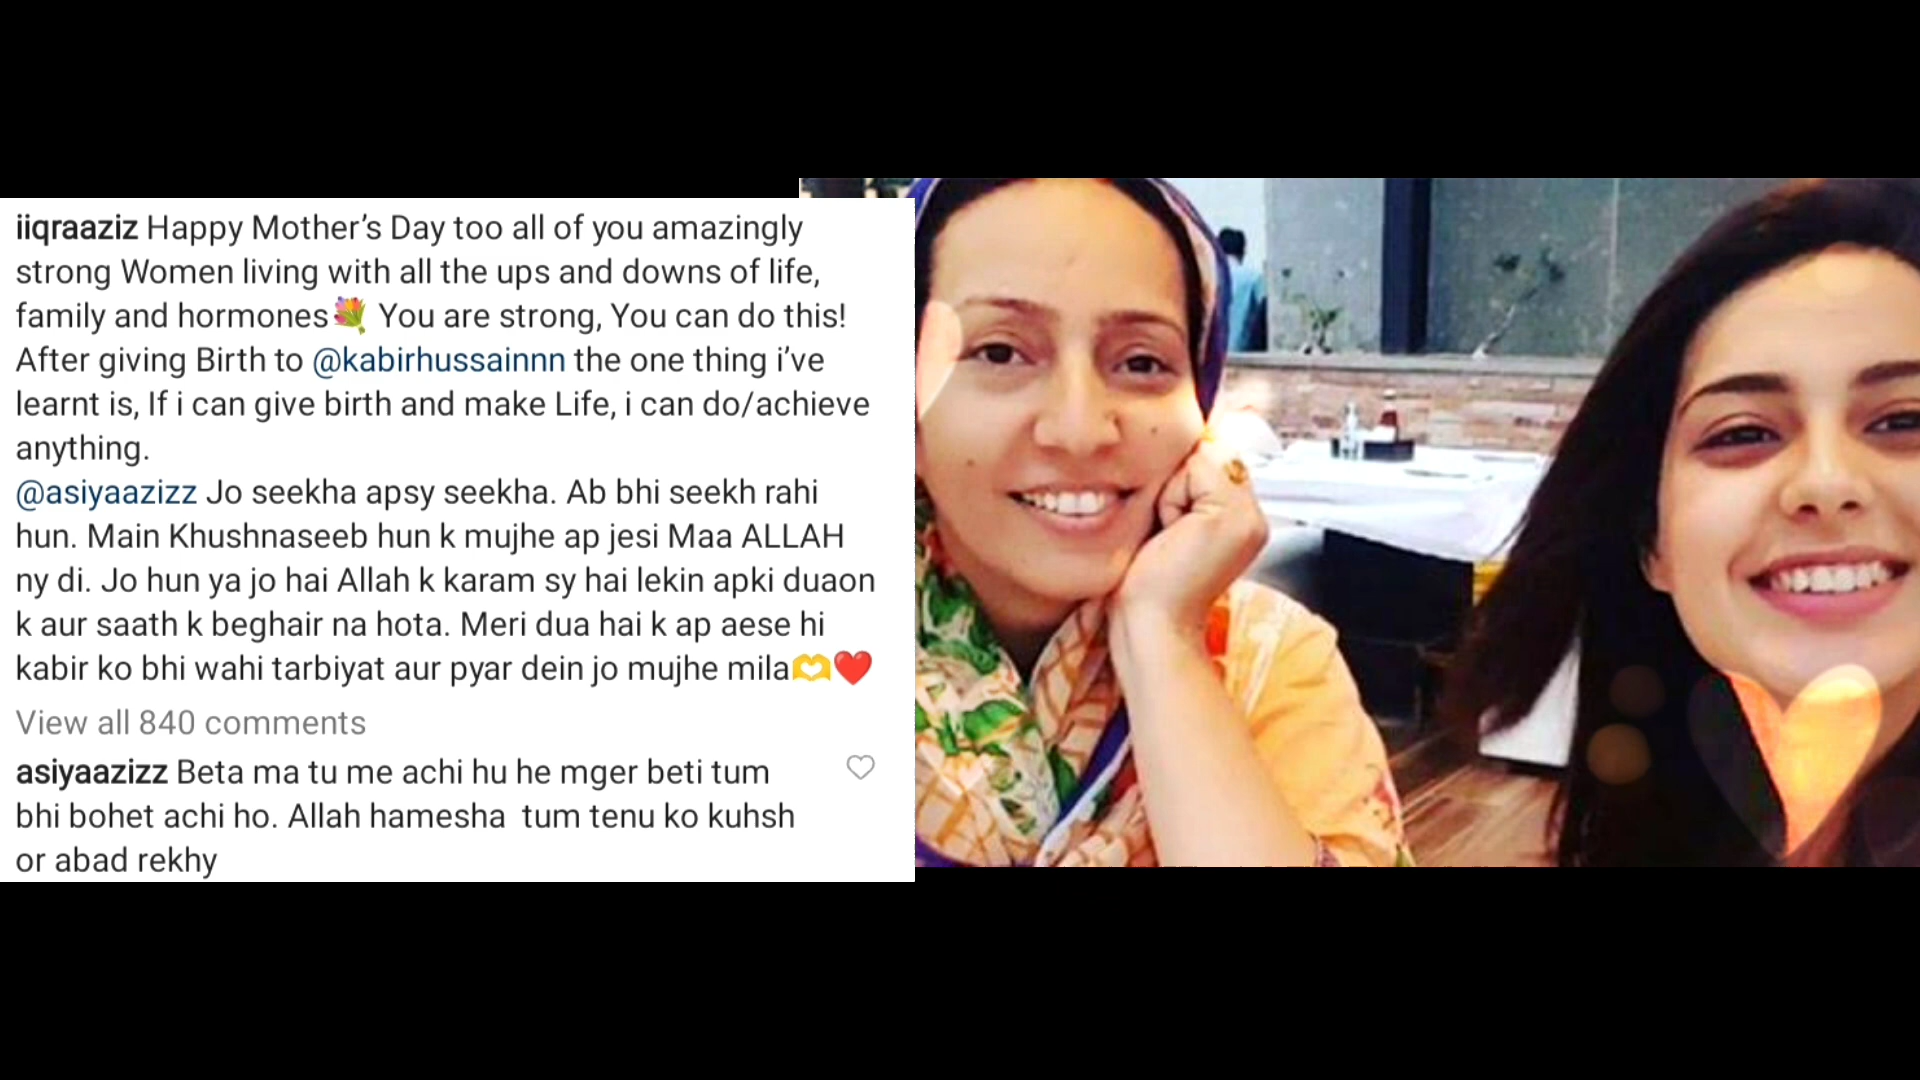 iiqraaziz Happy Mother’s Day too all of you amazingly
strong Women living with all the ups and downs of life,
family and hormones💐 You are strong, You can do this!
After giving Birth to @kabirhussainnn the one thing i’ve
learnt is, If i can give birth and make Life, i can do/achieve
anything.
@asiyaazizz Jo seekha apsy seekha. Ab bhi seekh rahi
hun. Main Khushnaseeb hun k mujhe ap jesi Maa ALLAH
ny di. Jo hun ya jo hai Allah k karam sy hai lekin apki duaon
k aur saath k beghair na hota. Meri dua hai k ap aese hi
kabir ko bhi wahi tarbiyat aur pyar dein jo mujhe mila🫶❤️
View all 840 comments
asiyaazizz Beta ma tu me achi hu he mger beti tum
bhi bohet achi ho. Allah hamesha  tum tenu ko kuhsh
or abad rekhy